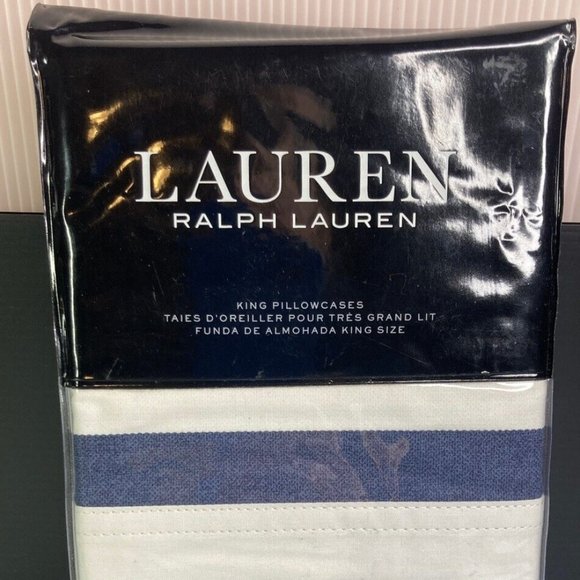 LAUREN
RALPH LAUREN
KING PILLOWCASES
TAIES D'OREILLER POUR TRÈS GRAND LIT
FUNDA DE ALMOHADA KING SIZE